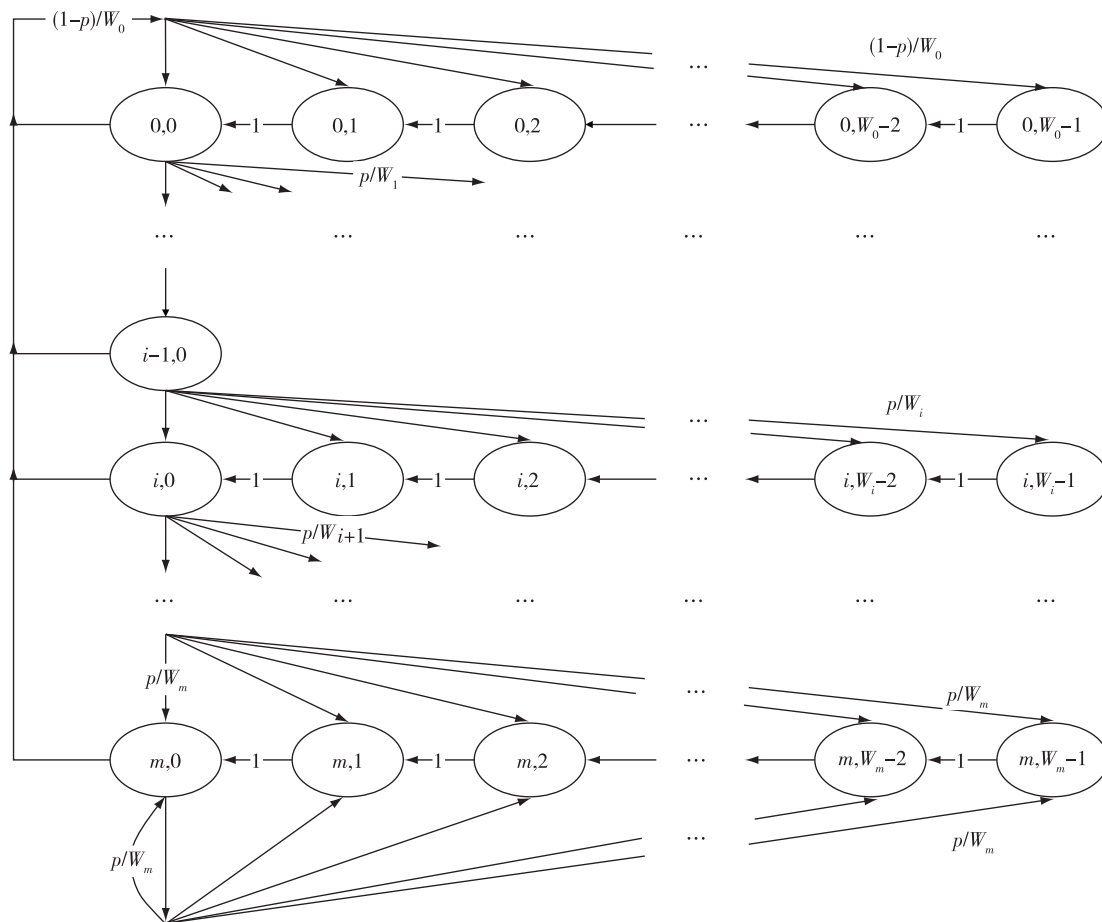 (1−p)/W₀
... (1−p)/W₀
0,0 1 0,1 1 0,2 ... 0,W₀−2 1 0,W₀−1
p/W₁
... ... ... ... ... ...
i−1,0
... p/Wᵢ
i,0 1 i,1 1 i,2 ... i,Wᵢ−2 1 i,Wᵢ−1
p/Wi+1
... ... ... ... ... ...
p/Wₘ ... p/Wₘ
m,0 1 m,1 1 m,2 ... m,Wₘ−2 1 m,Wₘ−1
p/Wₘ ... p/Wₘ